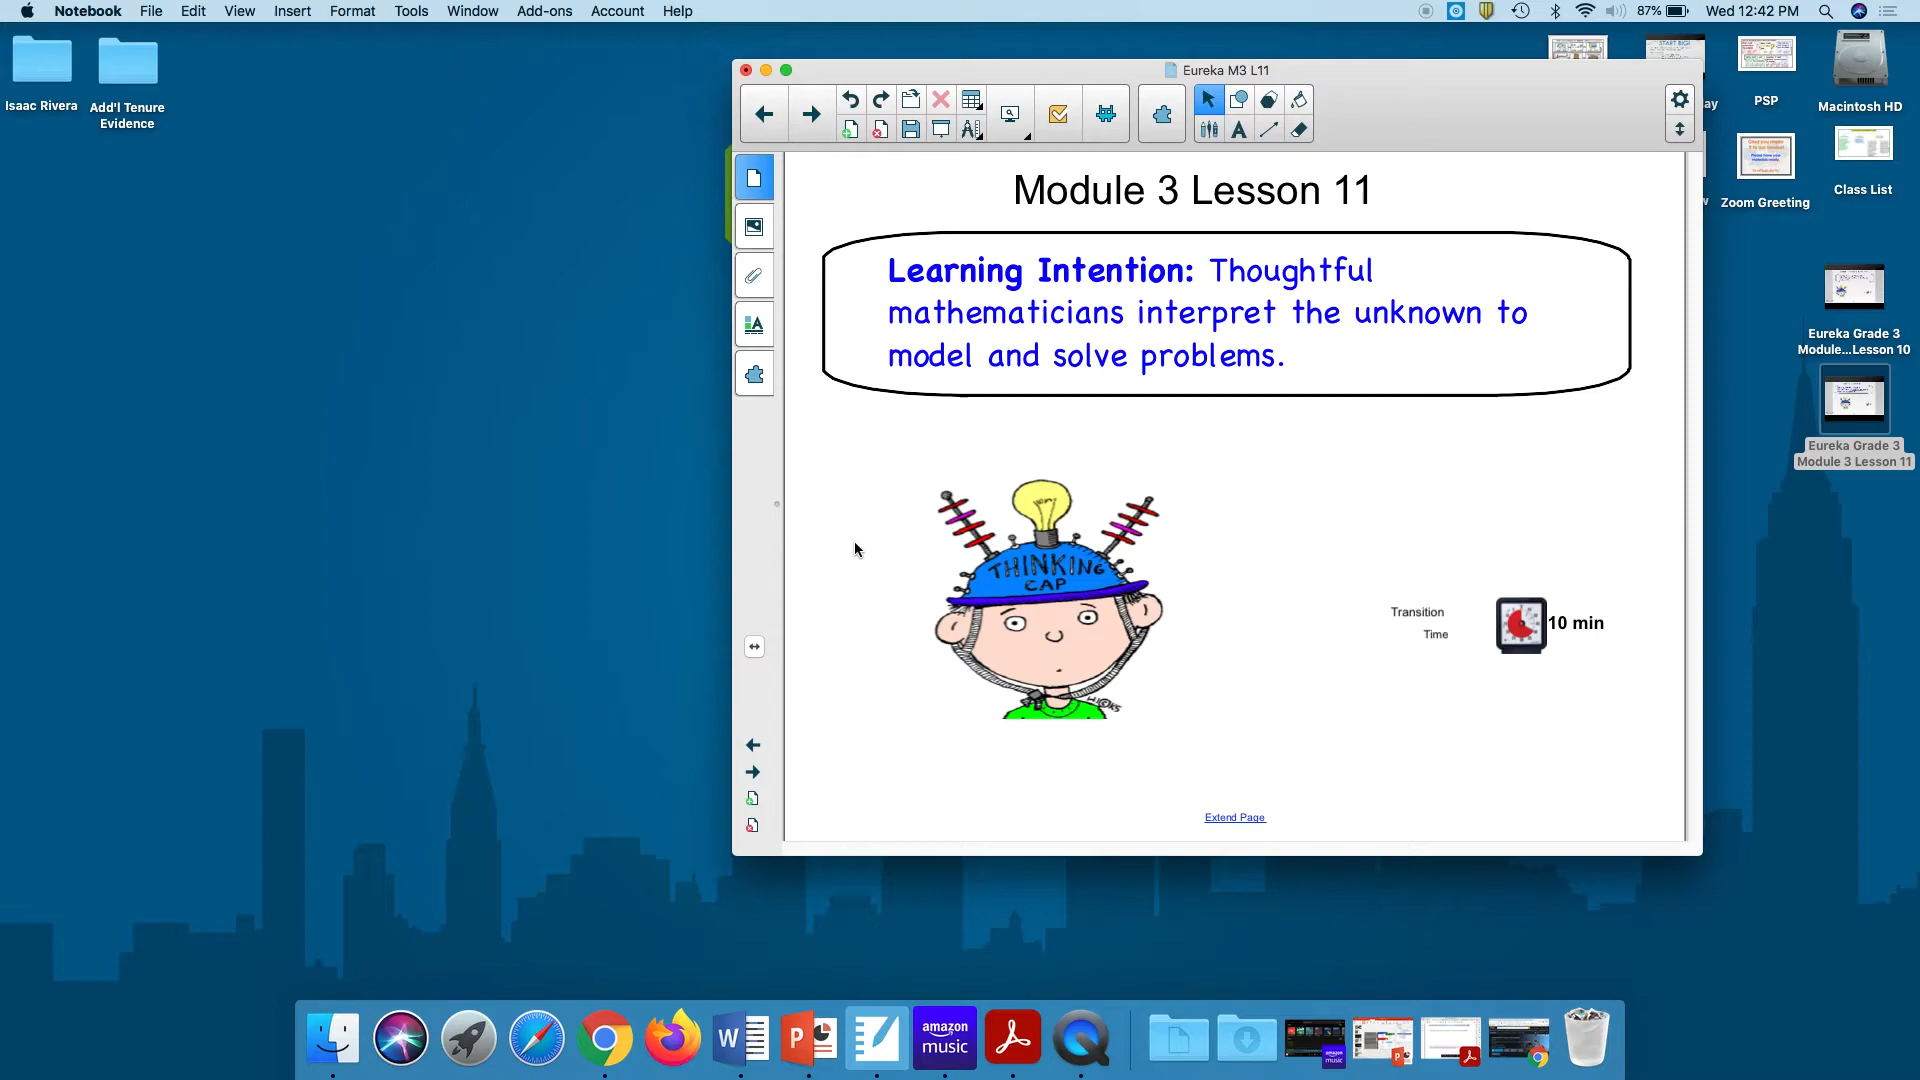 Notebook File Edit View Insert Format Tools Window Add-ons Account Help
87% Wed 12:42 PM
Isaac Rivera
Add'l Tenure
Evidence
Eureka M3 L11
START BIG!
ay
PSP
Macintosh HD
w
Zoom Greeting
Class List
Eureka Grade 3
Module...Lesson 10
Eureka Grade 3
Module 3 Lesson 11
Module 3 Lesson 11
Learning Intention: Thoughtful
mathematicians interpret the unknown to
model and solve problems.
THINKING
CAP
Transition
Time
10 min
Extend Page
amazon
music